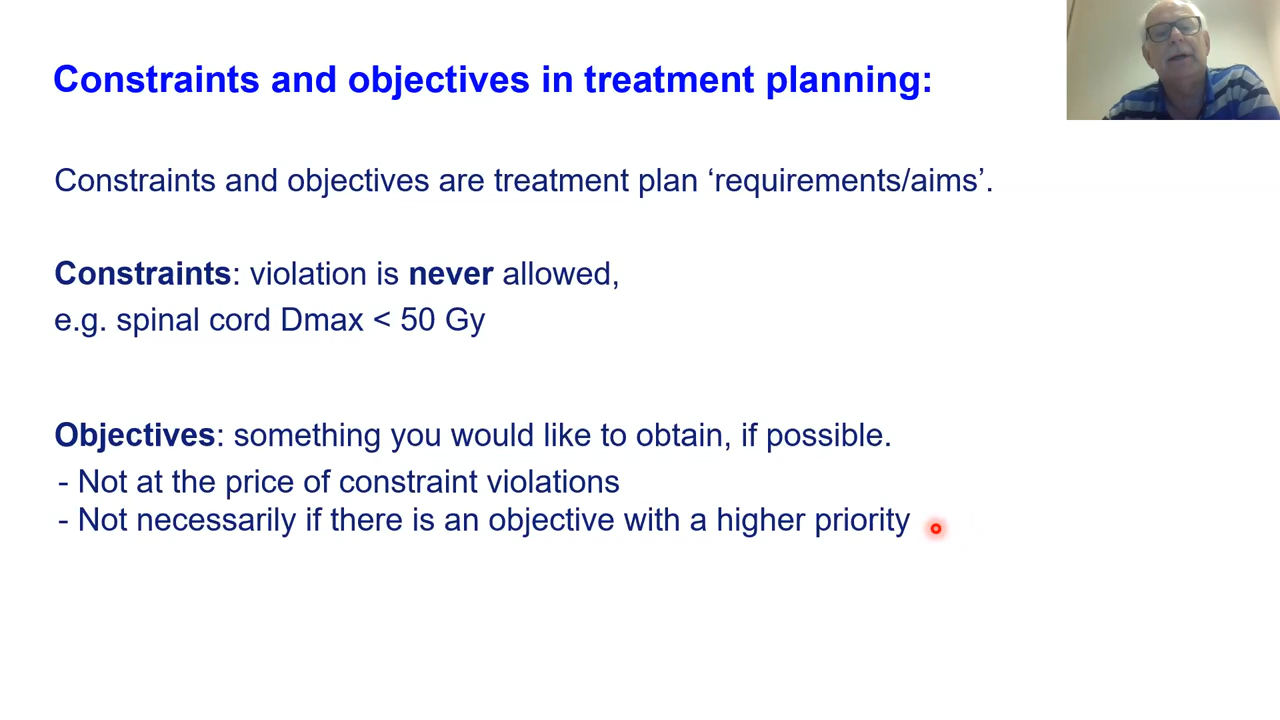 Constraints and objectives in treatment planning:
Constraints and objectives are treatment plan ‘requirements/aims’.
Constraints: violation is never allowed,
e.g. spinal cord Dmax < 50 Gy
Objectives: something you would like to obtain, if possible.
- Not at the price of constraint violations
- Not necessarily if there is an objective with a higher priority